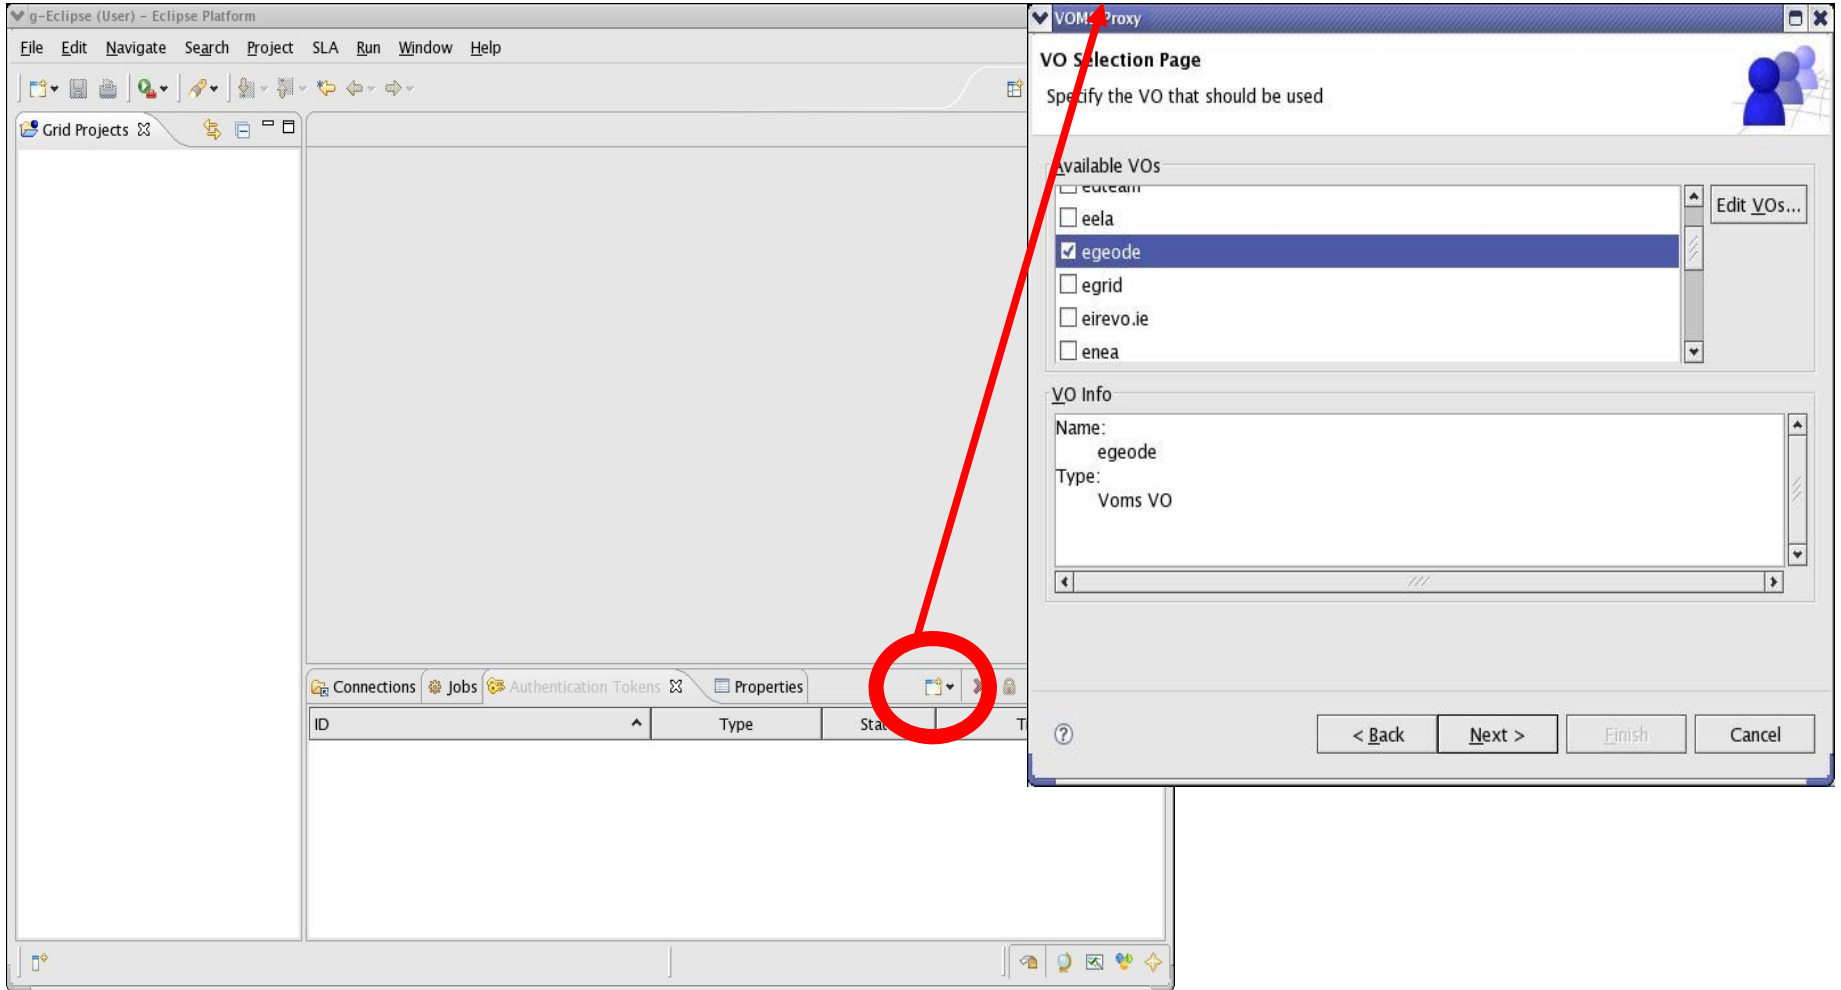 g-Eclipse (User) - Eclipse Platform
File Edit Navigate Search Project SLA Run Window Help
Grid Projects
Connections Jobs Authentication Tokens Properties
ID Type
VO Selection Page
Specify the VO that should be used
Available VOs
edteam
eela
egeode
egrid
eirevo.ie
enea
Edit VOs...
VO Info
Name:
egeode
Type:
Voms VO
< Back Next > Finish Cancel